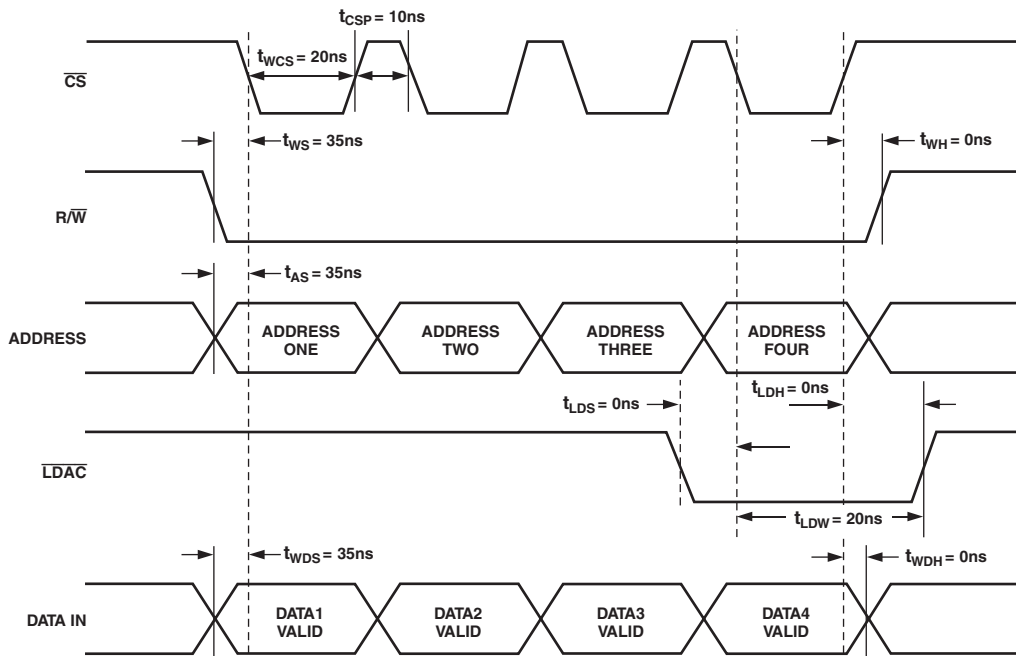 tCSP = 10ns
tWCS = 20ns
C̅S̅
tWS = 35ns
tWH = 0ns
R/W̅
tAS = 35ns
ADDRESS
ADDRESS ONE
ADDRESS TWO
ADDRESS THREE
ADDRESS FOUR
tLDS = 0ns
tLDH = 0ns
L̅D̅A̅C̅
tLDW = 20ns
tWDS = 35ns
tWDH = 0ns
DATA IN
DATA1 VALID
DATA2 VALID
DATA3 VALID
DATA4 VALID